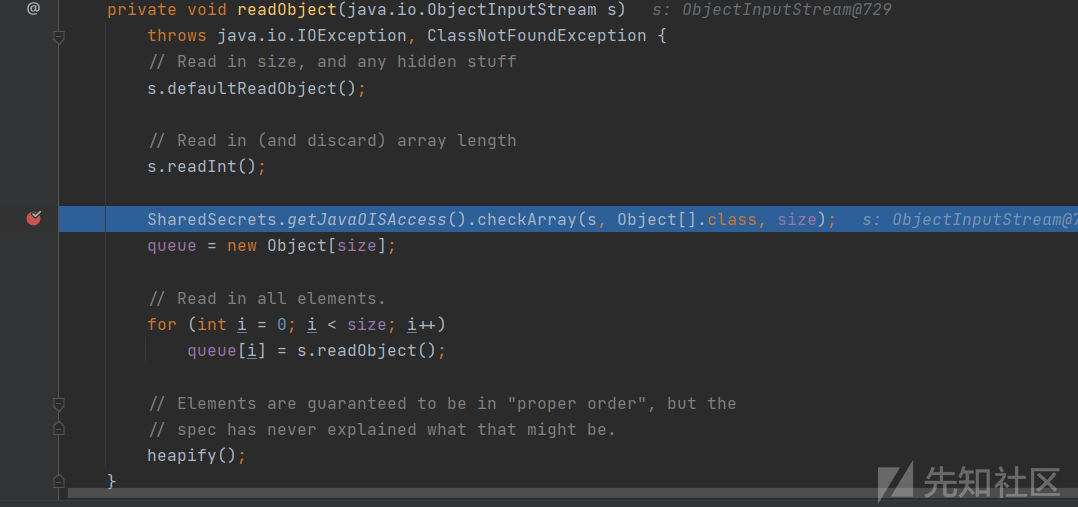 @ private void readObject(java.io.ObjectInputStream s) s: ObjectInputStream@729
throws java.io.IOException, ClassNotFoundException {
// Read in size, and any hidden stuff
s.defaultReadObject();
// Read in (and discard) array length
s.readInt();
SharedSecrets.getJavaOISAccess().checkArray(s, Object[].class, size); s: ObjectInputStream@7
queue = new Object[size];
// Read in all elements.
for (int i = 0; i < size; i++)
queue[i] = s.readObject();
// Elements are guaranteed to be in "proper order", but the
// spec has never explained what that might be.
heapify();
}
先知社区